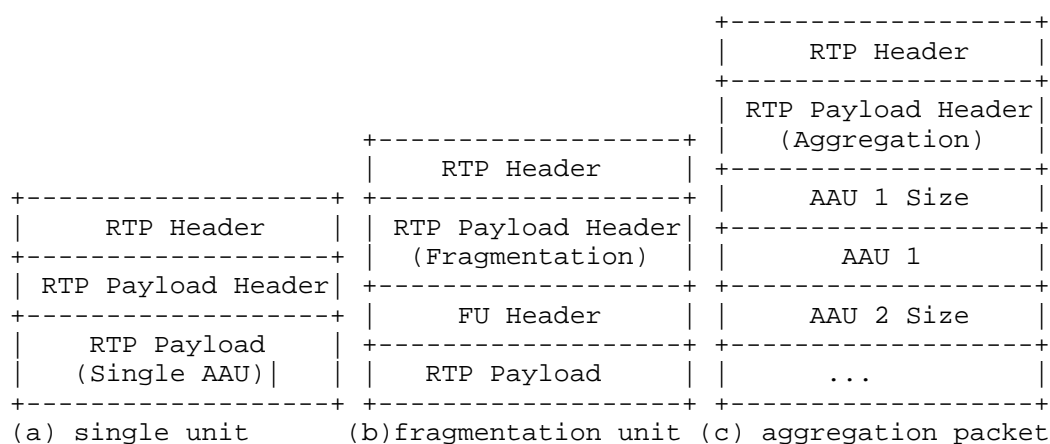 +-------------------+
                                            |     RTP Header    |
                                            +-------------------+
                                            | RTP Payload Header|
                      +-------------------+ |   (Aggregation)   |
                      |     RTP Header    | +-------------------+
+-------------------+ +-------------------+ |     AAU 1 Size    |
|     RTP Header    | | RTP Payload Header| +-------------------+
+-------------------+ |  (Fragmentation)  | |       AAU 1       |
| RTP Payload Header| +-------------------+ +-------------------+
+-------------------+ |     FU Header     | |     AAU 2 Size    |
|    RTP Payload    | +-------------------+ +-------------------+
|   (Single AAU)|   | |   RTP Payload     | |      ...          |
+-------------------+ +-------------------+ +-------------------+
(a) single unit      (b)fragmentation unit (c) aggregation packet